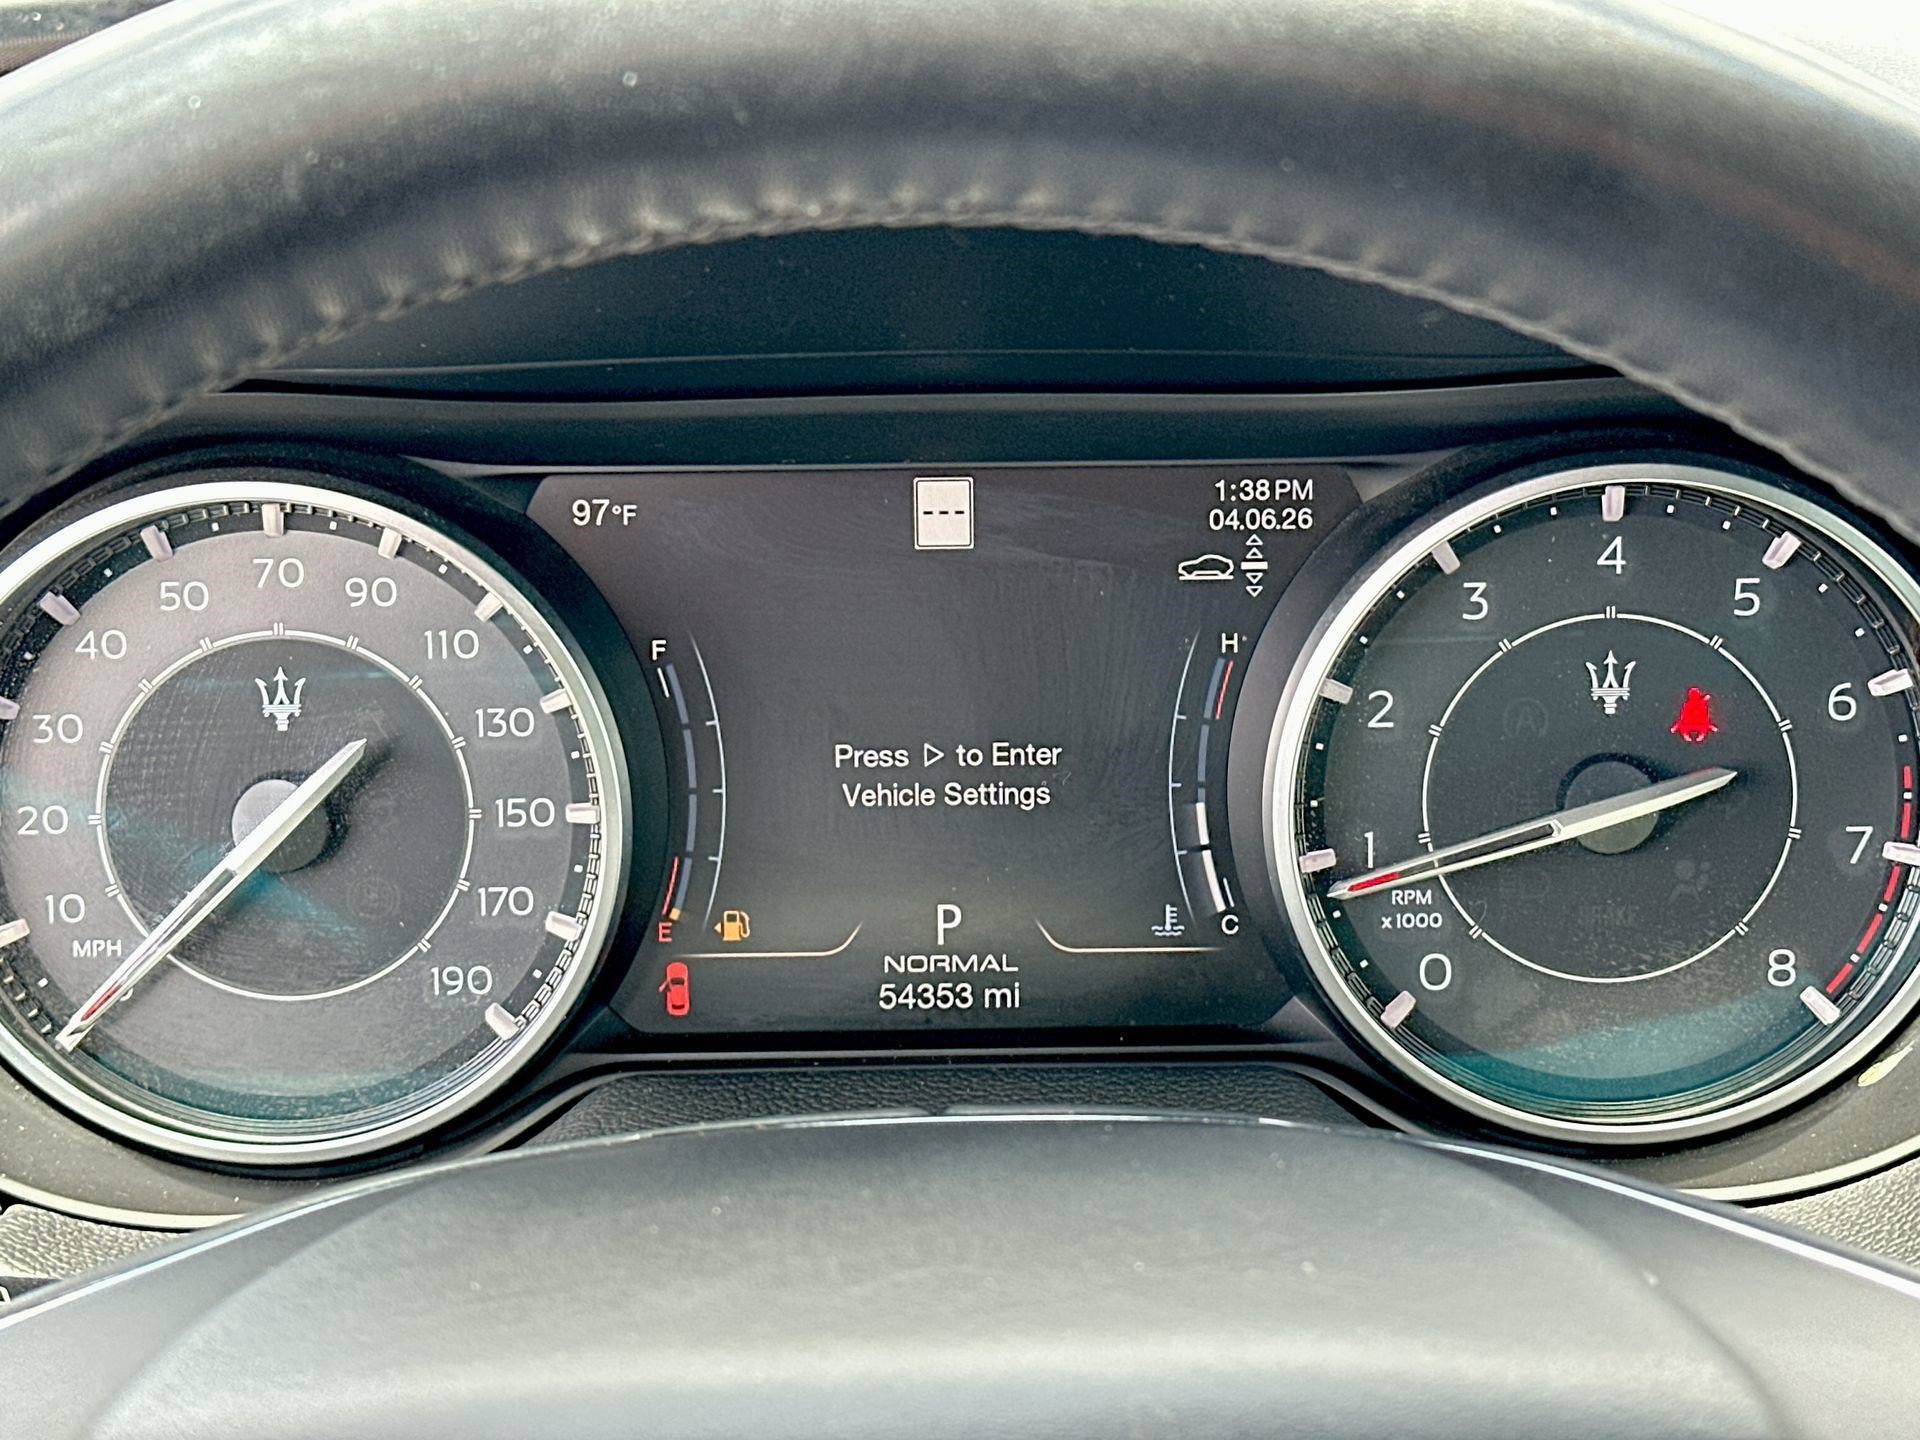 97°F
---
1:38 PM
04.06.26
10
20
30
40
50
70
90
110
130
150
170
190
MPH
F
E
Press ▷ to Enter
Vehicle Settings
H
C
P
NORMAL
54353 mi
0
1
2
3
4
5
6
7
8
RPM
x1000